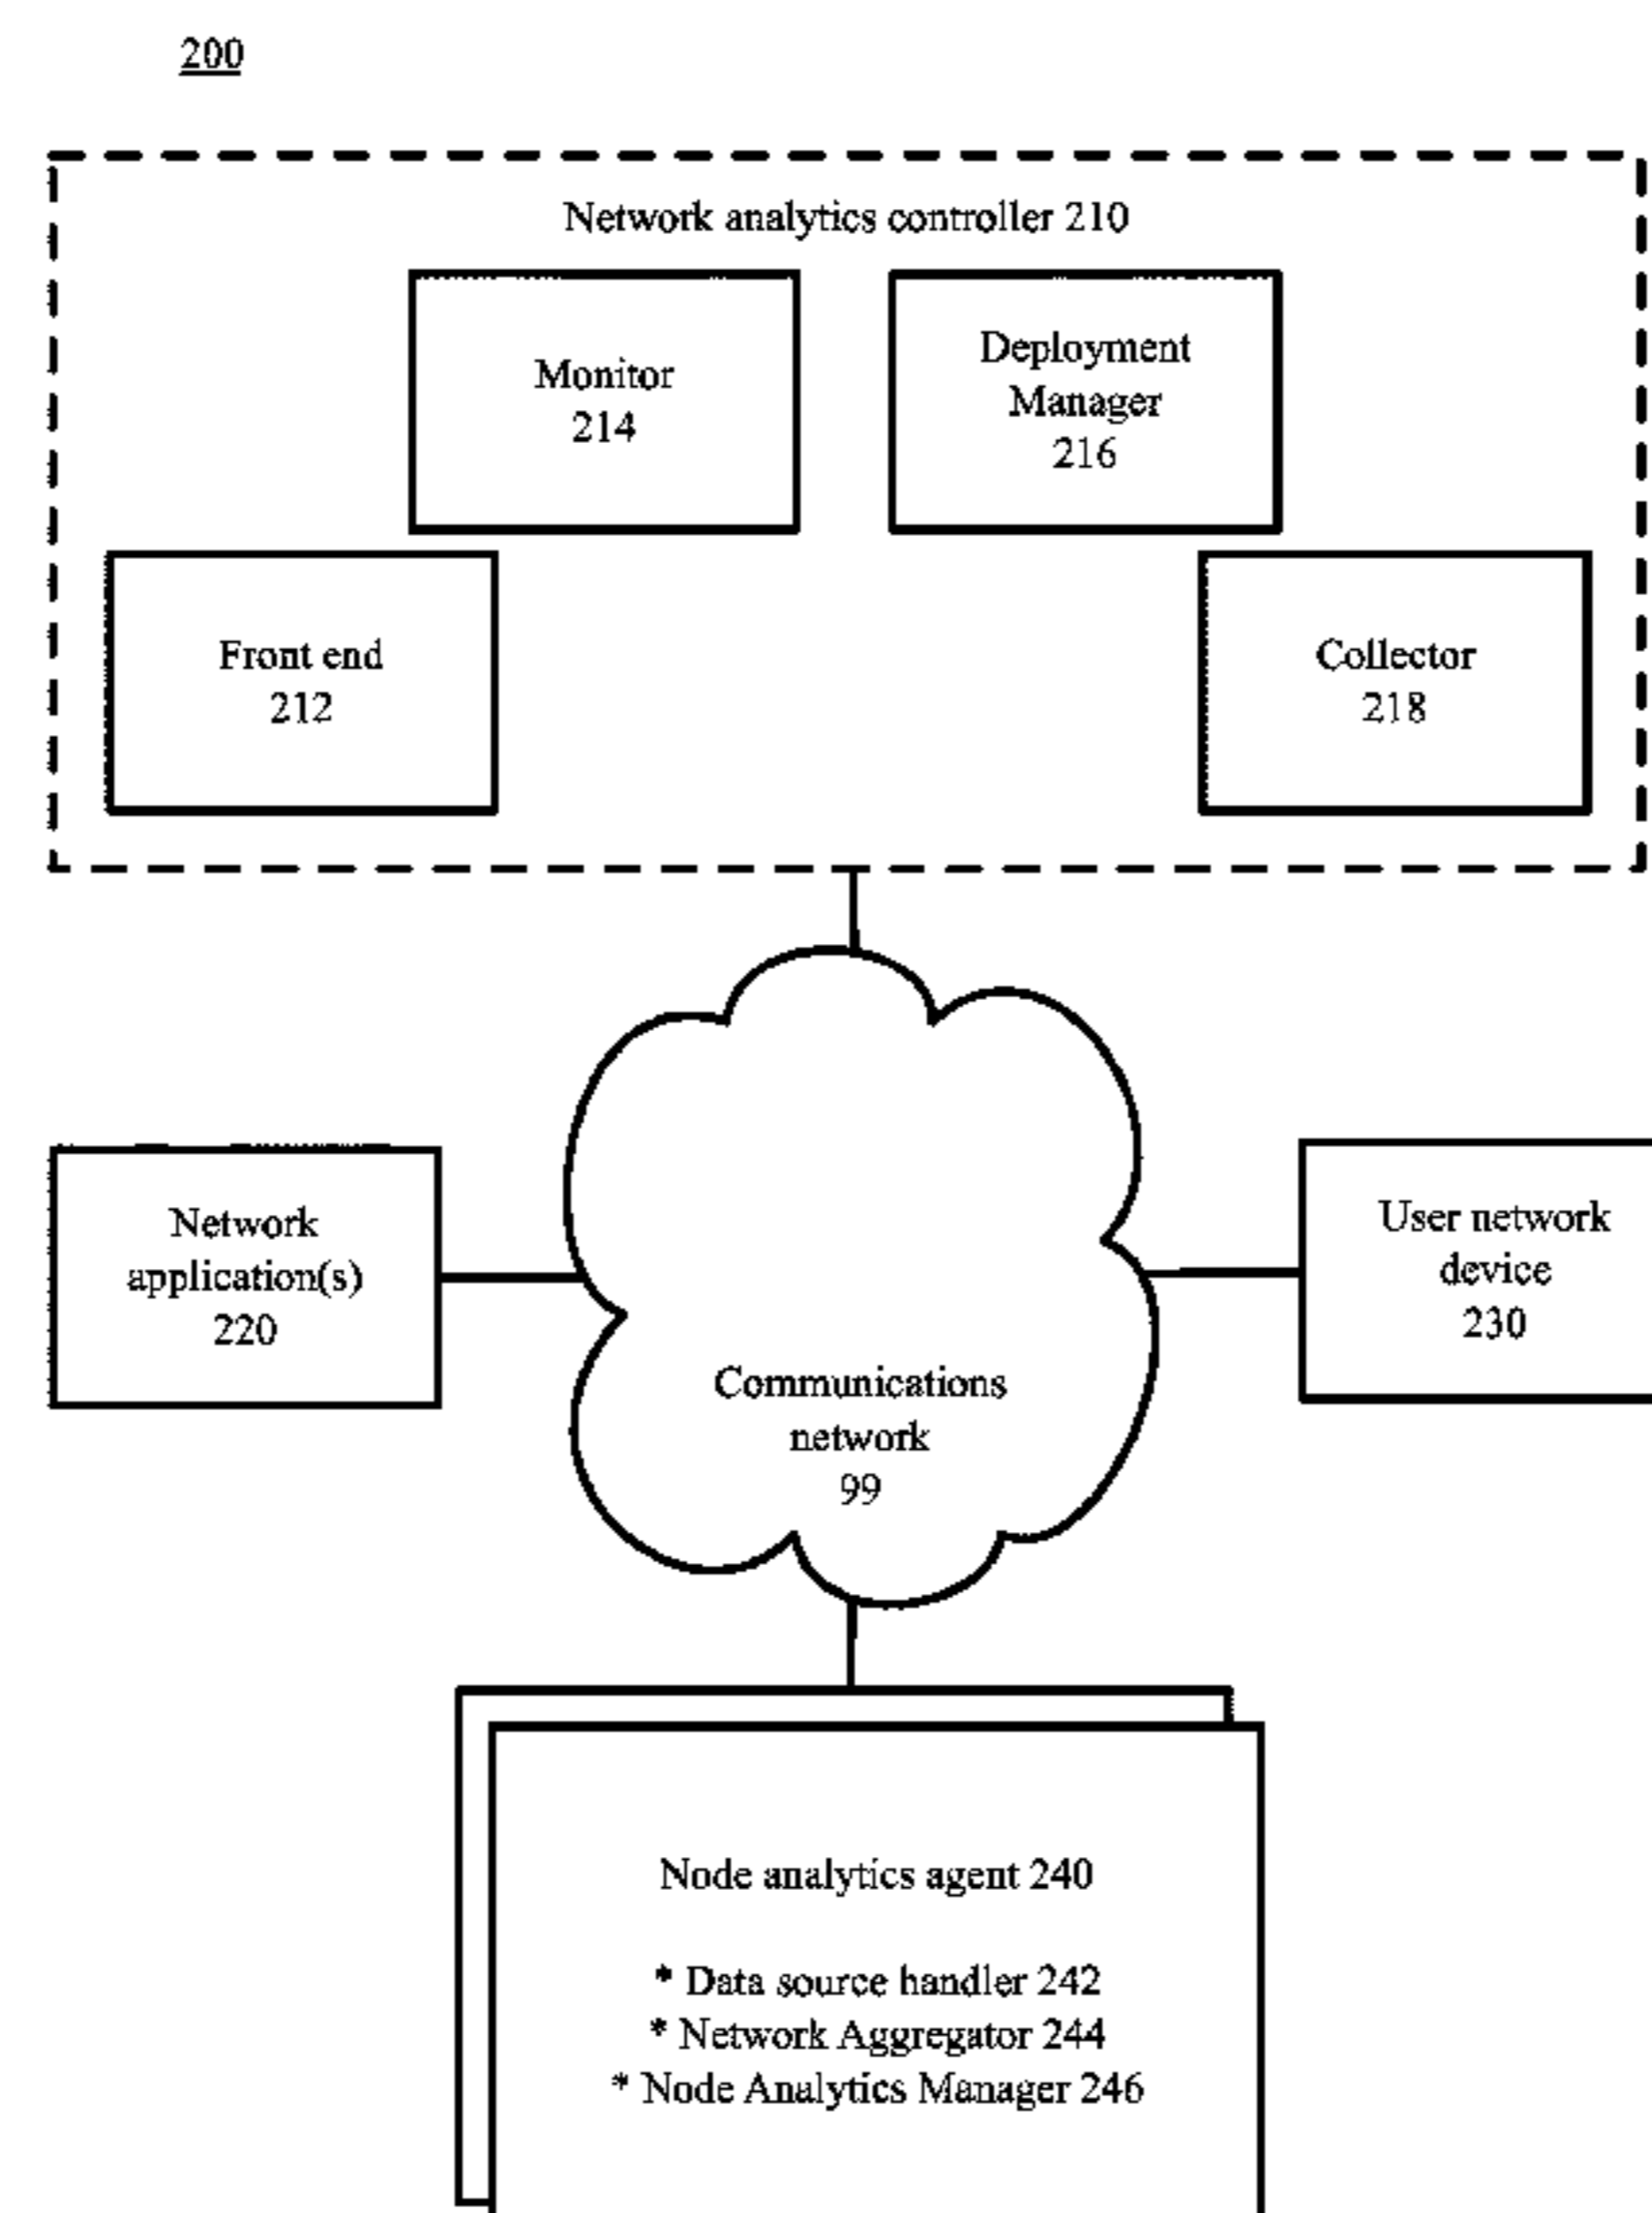 200
Network analytics controller 210
Monitor
214
Deployment
Manager
216
Front end
212
Collector
218
Network
application(s)
220
User network
device
230
Communications
network
99
Node analytics agent 240
* Data source handler 242
* Network Aggregator 244
* Node Analytics Manager 246